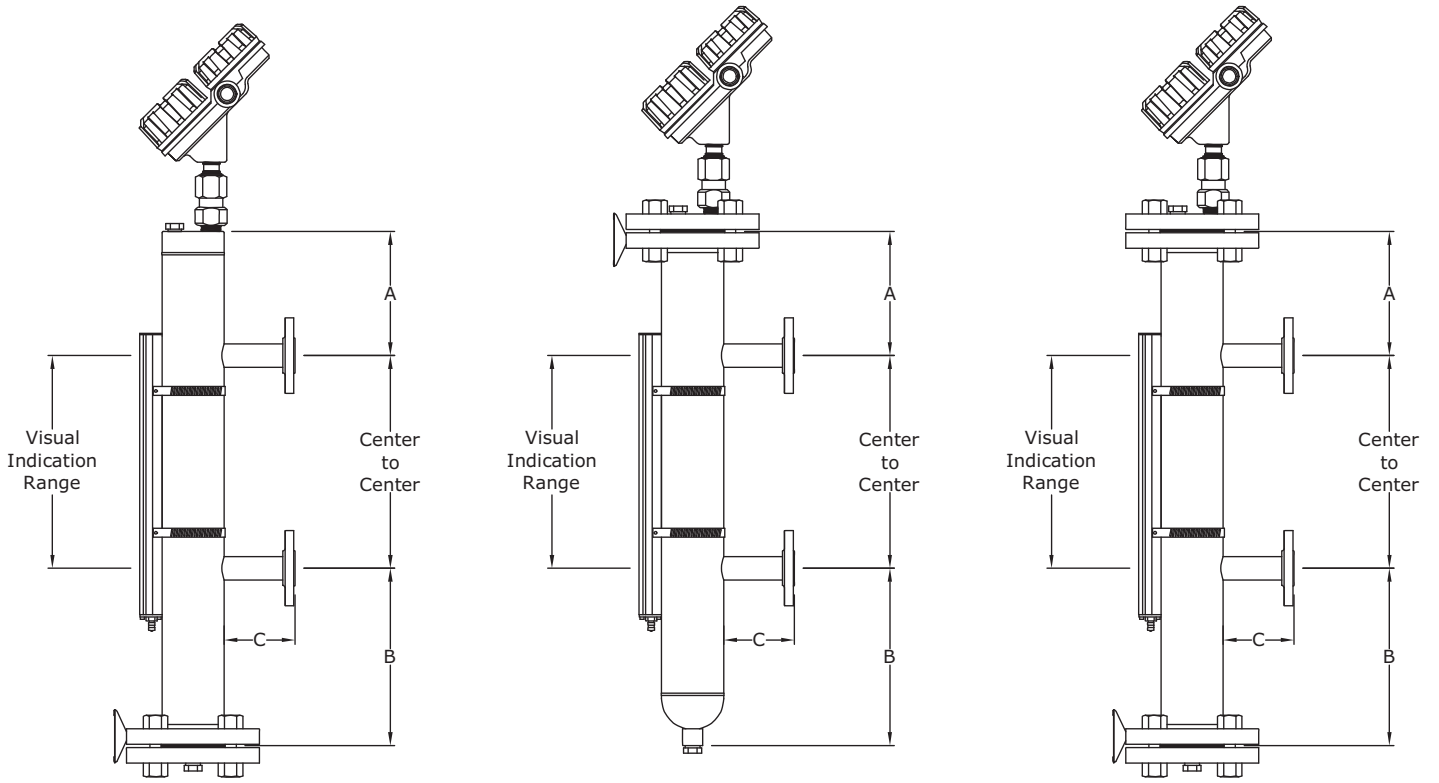 A
Visual
Indication
Range
Center
to
Center
C
B
A
Visual
Indication
Range
Center
to
Center
C
B
A
Visual
Indication
Range
Center
to
Center
C
B